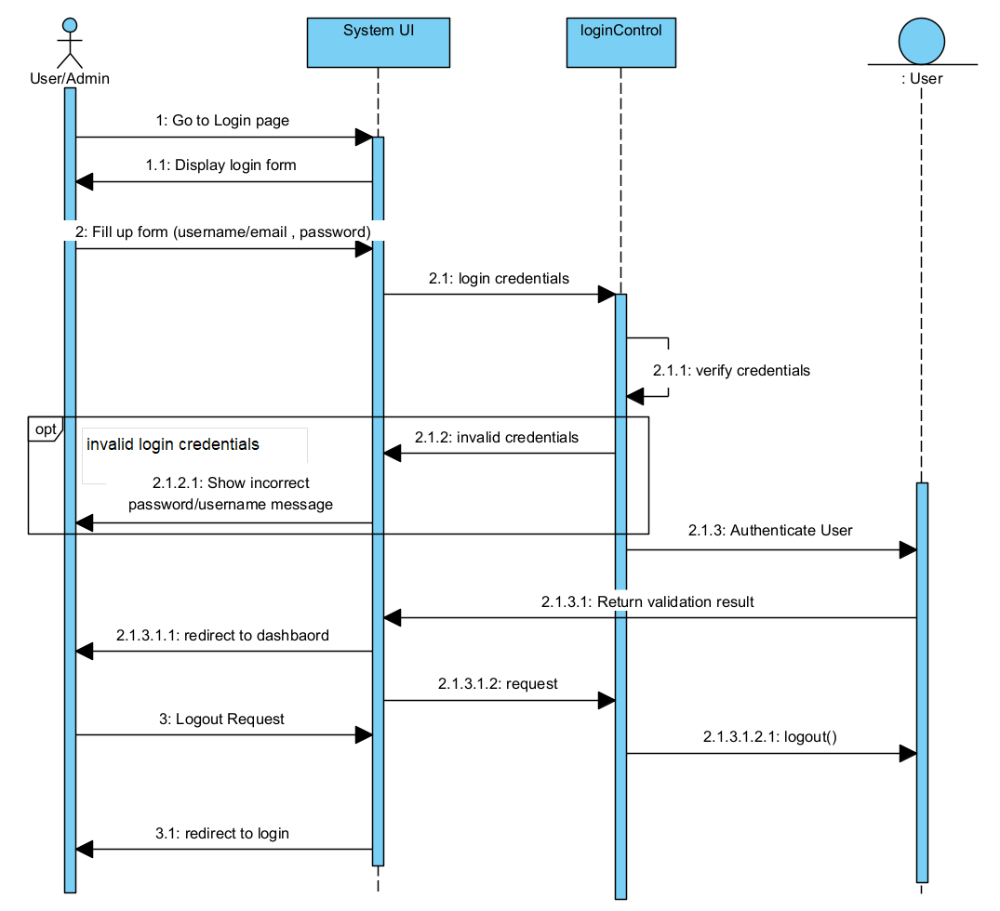 System UI
loginControl
User/Admin
: User
1: Go to Login page
1.1: Display login form
2: Fill up form (username/email , password)
2.1: login credentials
2.1.1: verify credentials
opt
invalid login credentials
2.1.2: invalid credentials
2.1.2.1: Show incorrect
password/username message
2.1.3: Authenticate User
2.1.3.1: Return validation result
2.1.3.1.1: redirect to dashbaord
2.1.3.1.2: request
3: Logout Request
2.1.3.1.2.1: logout()
3.1: redirect to login